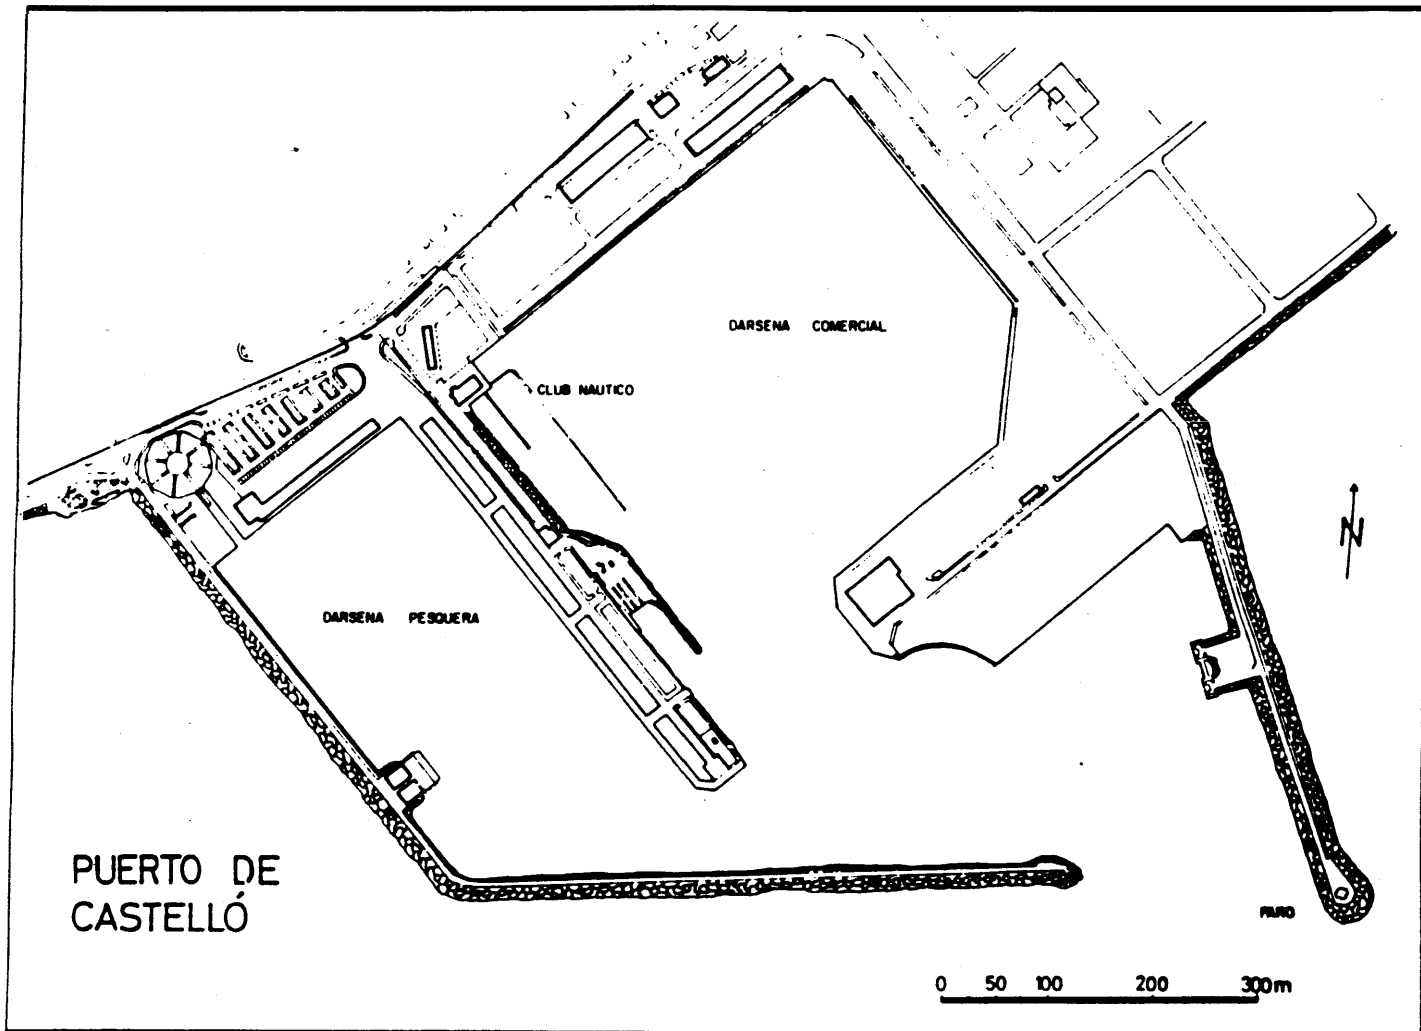 DARSENA COMERCIAL
CLUB NAUTICO
N
DARSENA PESQUERA
PUERTO DE
CASTELLÓ
FARO
0 50 100 200 300m